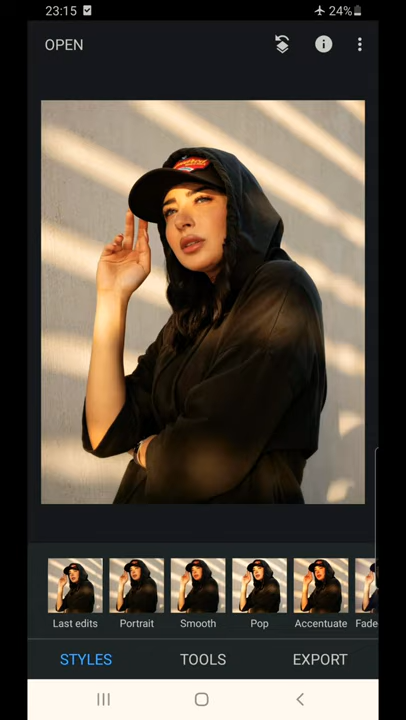 23:15
24%
OPEN
Last edits
Portrait
Smooth
Pop
Accentuate
Fade
STYLES
TOOLS
EXPORT